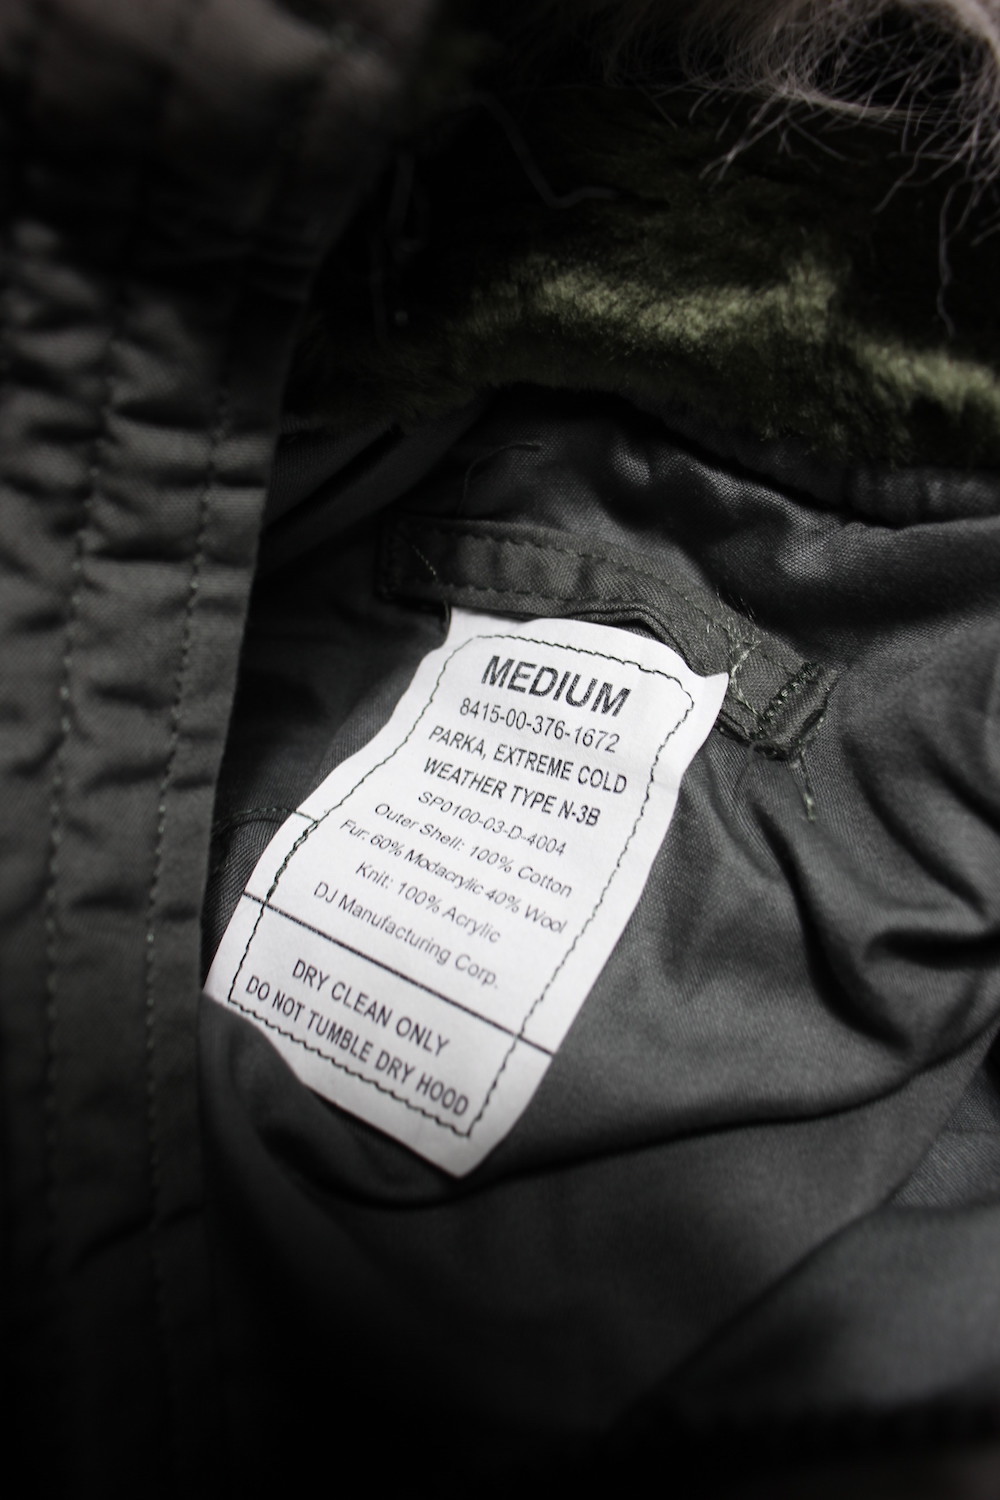 MEDIUM
8415-00-376-1672
PARKA, EXTREME COLD
WEATHER TYPE N-3B
SP0100-03-D-4004
Outer Shell: 100% Cotton
Fur: 60% Modacrylic 40% Wool
Knit: 100% Acrylic
DJ Manufacturing Corp.
DRY CLEAN ONLY
DO NOT TUMBLE DRY HOOD